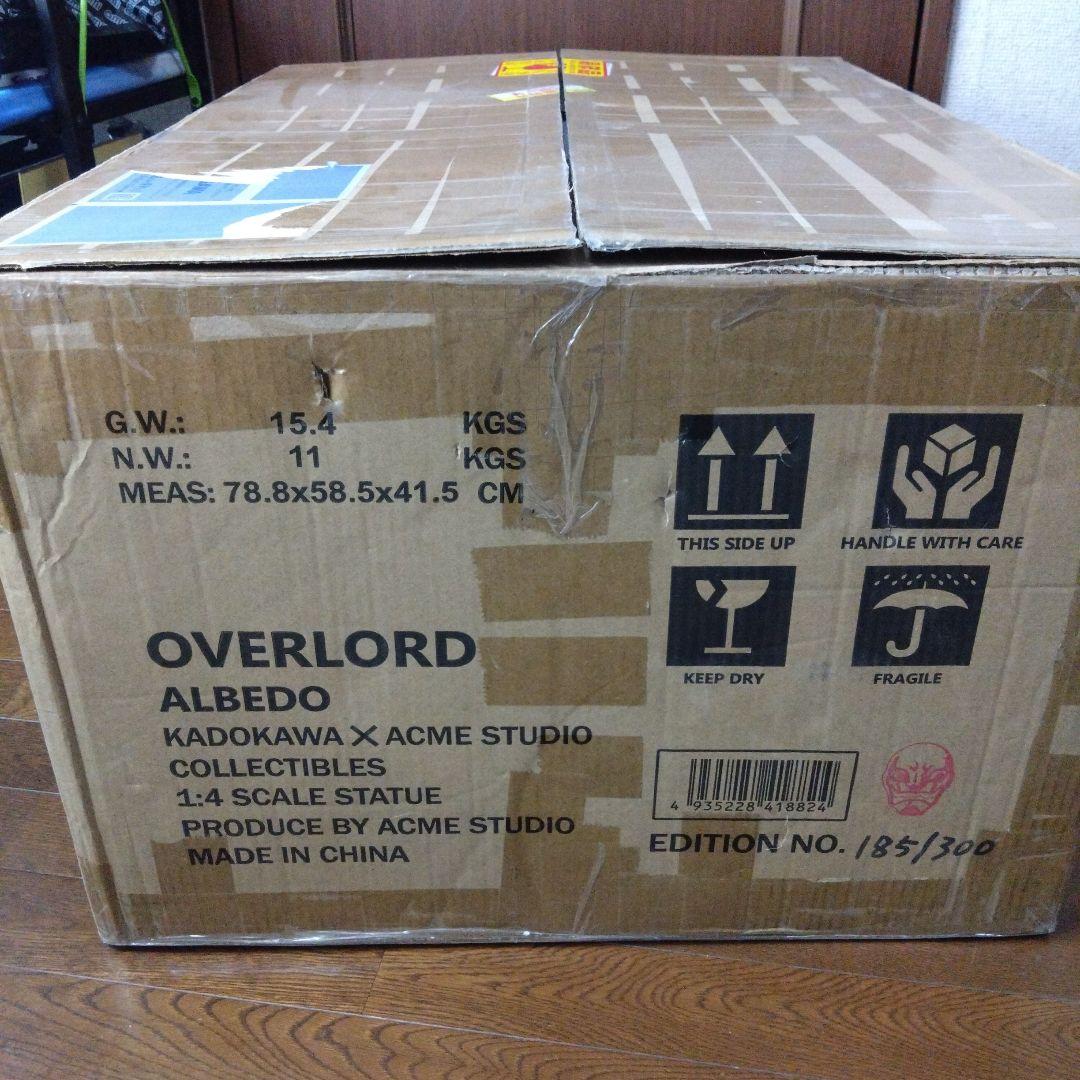 G.W.: 15.4 KGS
N.W.: 11 KGS
MEAS: 78.8x58.5x41.5 CM
THIS SIDE UP
HANDLE WITH CARE
KEEP DRY
FRAGILE
OVERLORD
ALBEDO
KADOKAWA X ACME STUDIO
COLLECTIBLES
1:4 SCALE STATUE
PRODUCE BY ACME STUDIO
MADE IN CHINA
4 935228 418824
EDITION NO. 185/300